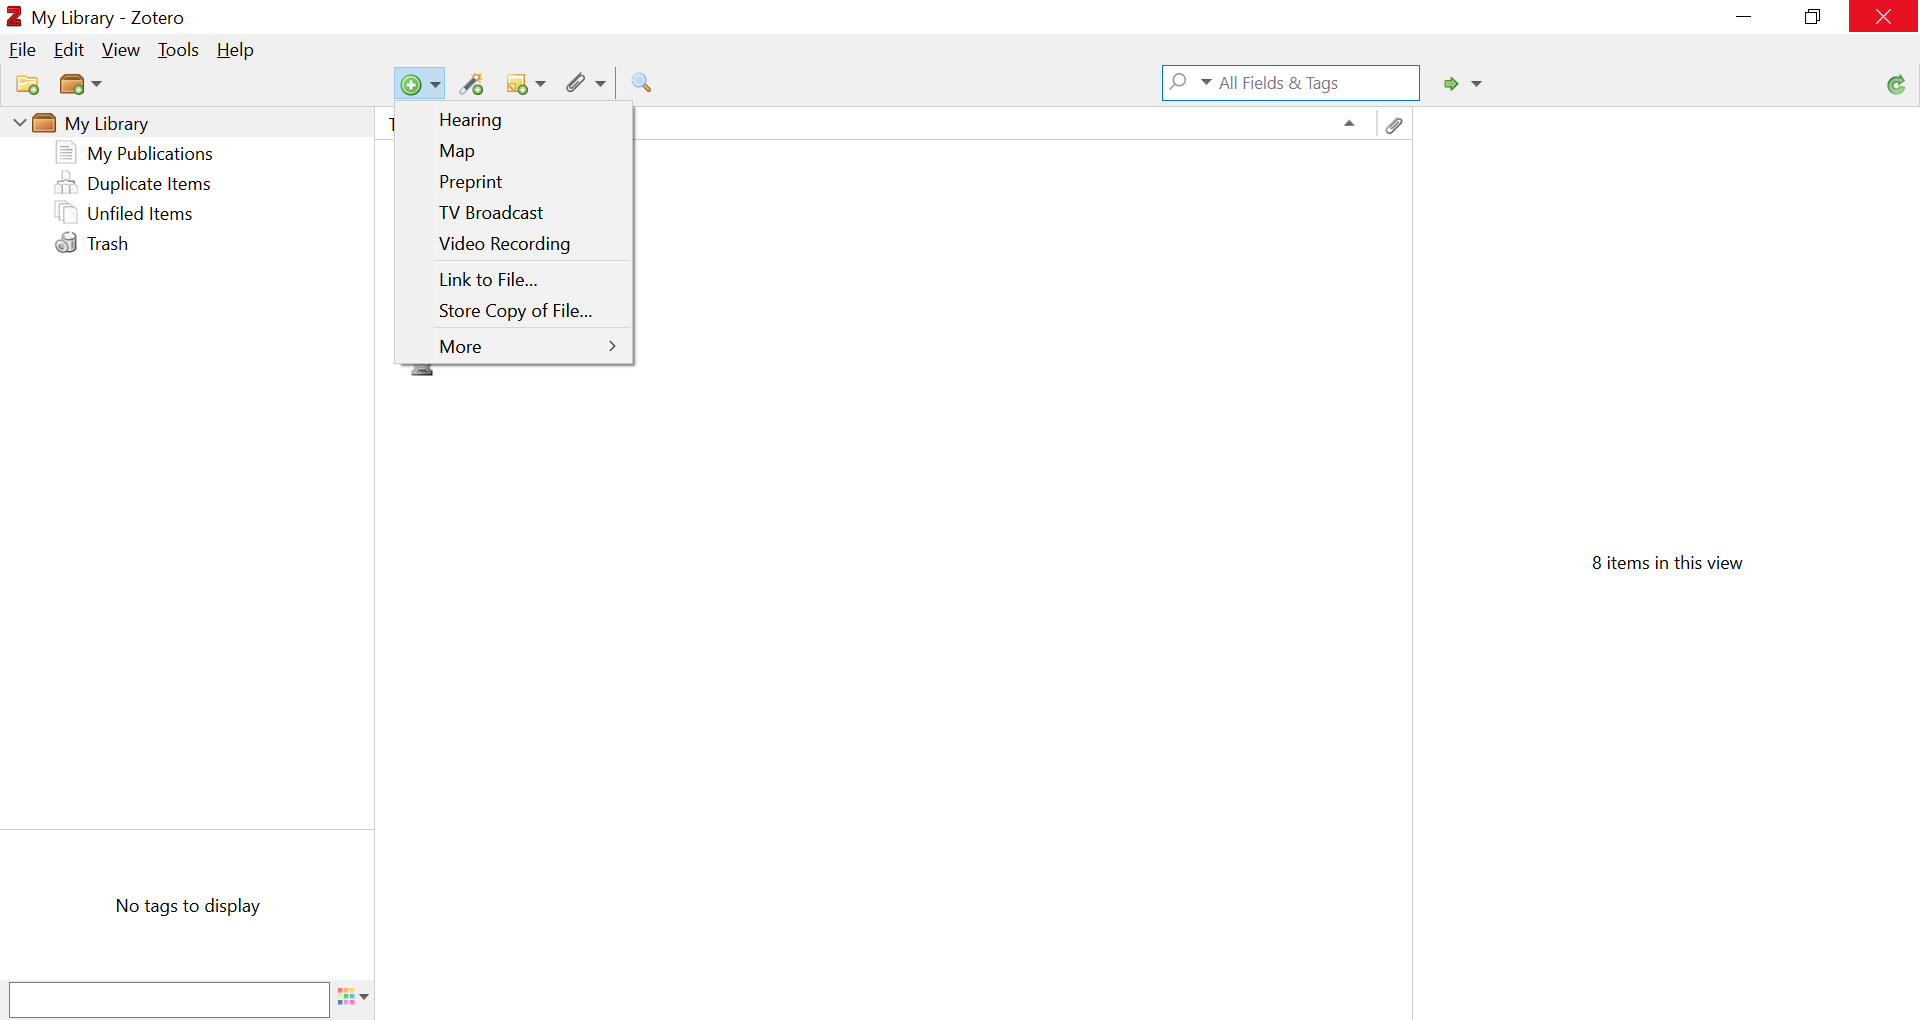 My Library - Zotero
File Edit View Tools Help
All Fields & Tags
My Library
My Publications
Duplicate Items
Unfiled Items
Trash
Hearing
Map
Preprint
TV Broadcast
Video Recording
Link to File...
Store Copy of File...
More
8 items in this view
No tags to display